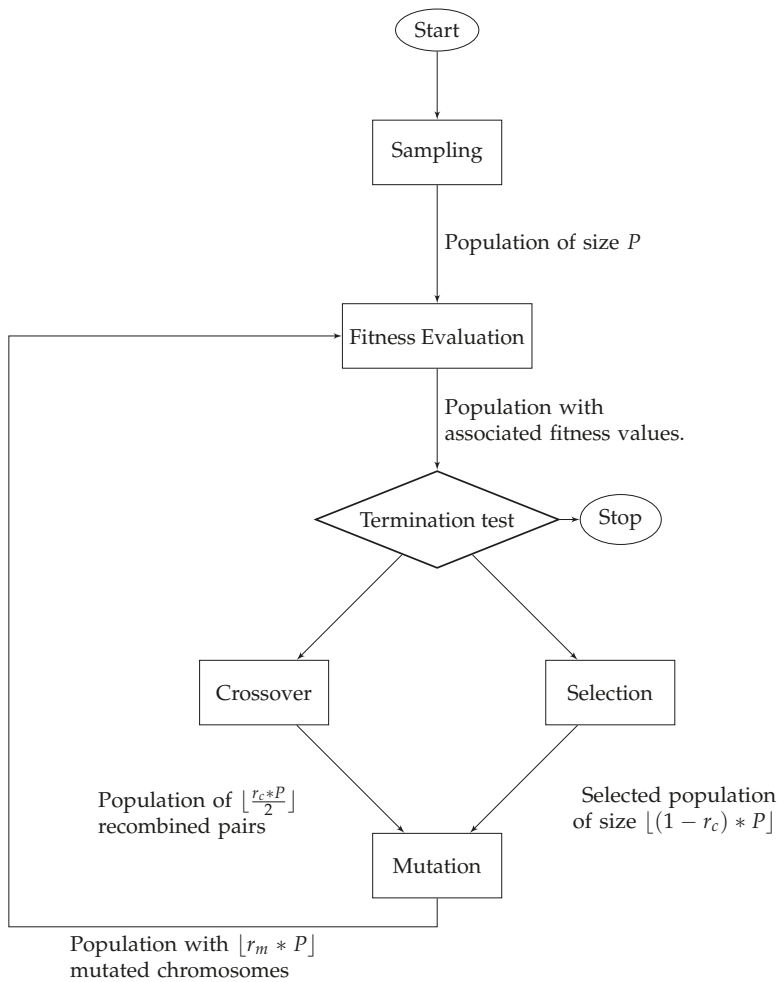 Start
Sampling
Population of size P
Fitness Evaluation
Population with
associated fitness values.
Termination test
Stop
Crossover
Selection
Population of ⌊\frac{r_c*P}{2}⌋
recombined pairs
Selected population
of size ⌊(1 − r_c) * P⌋
Mutation
Population with ⌊r_m * P⌋
mutated chromosomes